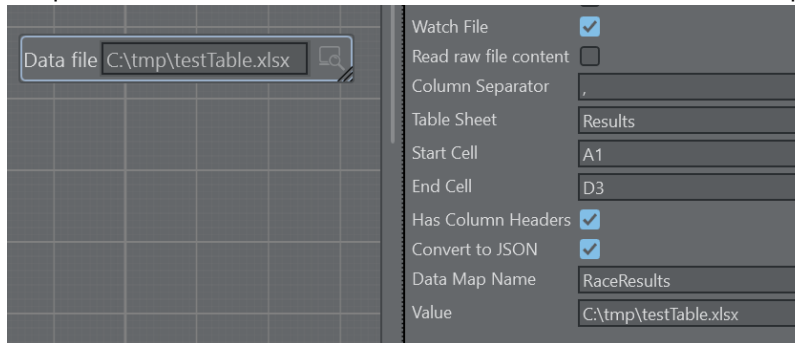 Data file C:\tmp\testTable.xlsx
Watch File
Read raw file content
Column Separator ,
Table Sheet Results
Start Cell A1
End Cell D3
Has Column Headers
Convert to JSON
Data Map Name RaceResults
Value C:\tmp\testTable.xlsx